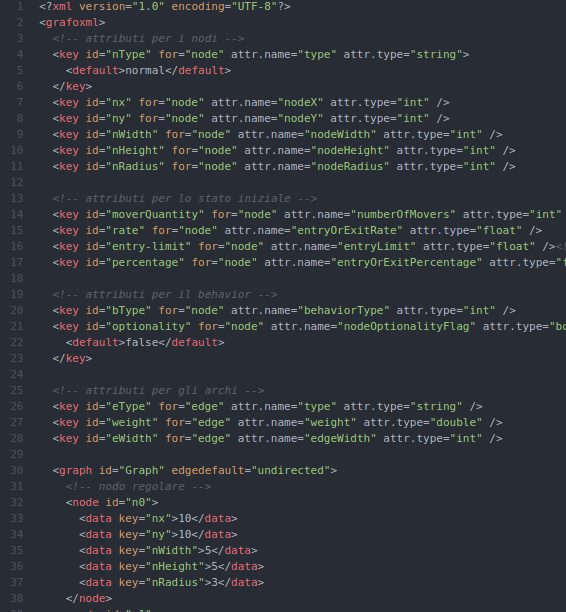 1 <?xml version="1.0" encoding="UTF-8"?>
2 <grafoxml>
3 <!-- attributi per i nodi -->
4 <key id="nType" for="node" attr.name="type" attr.type="string">
5 <default>normal</default>
6 </key>
7 <key id="nx" for="node" attr.name="nodeX" attr.type="int" />
8 <key id="ny" for="node" attr.name="nodeY" attr.type="int" />
9 <key id="nWidth" for="node" attr.name="nodeWidth" attr.type="int" />
10 <key id="nHeight" for="node" attr.name="nodeHeight" attr.type="int" />
11 <key id="nRadius" for="node" attr.name="nodeRadius" attr.type="int" />
12
13 <!-- attributi per lo stato iniziale -->
14 <key id="moverQuantity" for="node" attr.name="numberOfMovers" attr.type="int"
15 <key id="rate" for="node" attr.name="entryOrExitRate" attr.type="float" />
16 <key id="entry-limit" for="node" attr.name="entryLimit" attr.type="float" /><!
17 <key id="percentage" for="node" attr.name="entryOrExitPercentage" attr.type="f
18
19 <!-- attributi per il behavior -->
20 <key id="bType" for="node" attr.name="behaviorType" attr.type="int" />
21 <key id="optionality" for="node" attr.name="nodeOptionalityFlag" attr.type="bo
22 <default>false</default>
23 </key>
24
25 <!-- attributi per gli archi -->
26 <key id="eType" for="edge" attr.name="type" attr.type="string" />
27 <key id="weight" for="edge" attr.name="weight" attr.type="double" />
28 <key id="eWidth" for="edge" attr.name="edgeWidth" attr.type="int" />
29
30 <graph id="Graph" edgedefault="undirected">
31 <!-- nodo regolare -->
32 <node id="n0">
33 <data key="nx">10</data>
34 <data key="ny">10</data>
35 <data key="nWidth">5</data>
36 <data key="nHeight">5</data>
37 <data key="nRadius">3</data>
38 </node>